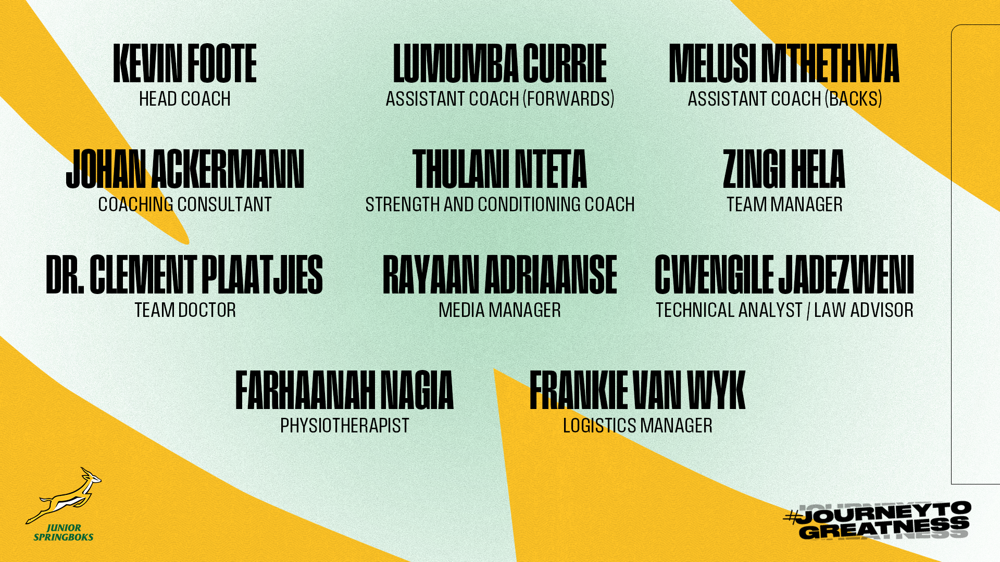 KEVIN FOOTE
HEAD COACH
LUMUMBA CURRIE
ASSISTANT COACH (FORWARDS)
MELUSI MTHETHWA
ASSISTANT COACH (BACKS)
JOHAN ACKERMANN
COACHING CONSULTANT
THULANI NTETA
STRENGTH AND CONDITIONING COACH
ZINGI HELA
TEAM MANAGER
DR. CLEMENT PLAATJIES
TEAM DOCTOR
RAYAAN ADRIAANSE
MEDIA MANAGER
CWENGILE JADEZWENI
TECHNICAL ANALYST / LAW ADVISOR
FARHAANAH NAGIA
PHYSIOTHERAPIST
FRANKIE VAN WYK
LOGISTICS MANAGER
JUNIOR
SPRINGBOKS
#JOURNEYTO
GREATNESS